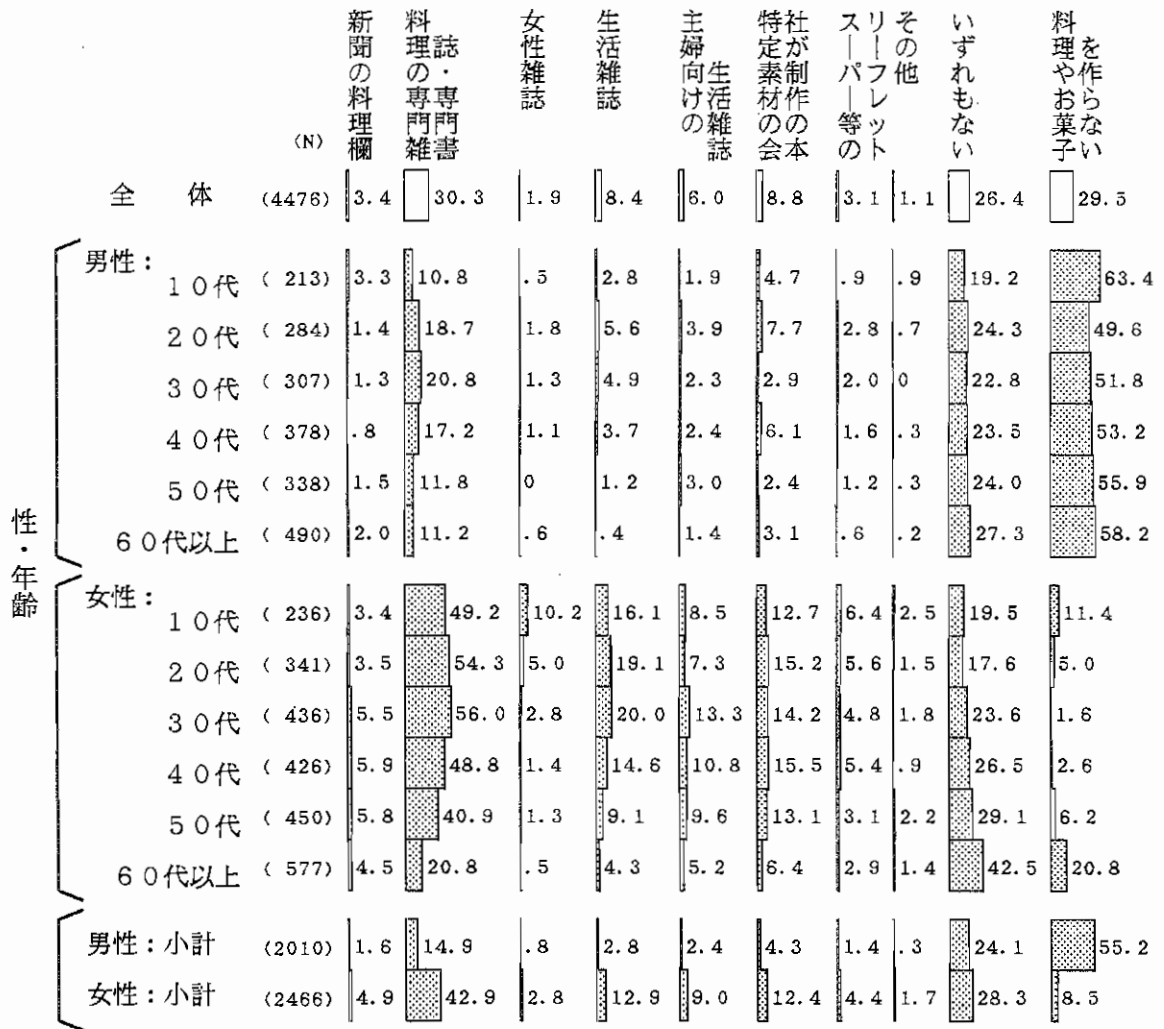 (N) 新聞の料理欄 料理の専門雑誌・専門書 女性雑誌 生活雑誌 主婦向けの生活雑誌 特定素材の会社が制作の本 スーパー等のリーフレット その他 いずれもない 料理やお菓子を作らない
全体 (4476) 3.4 30.3 1.9 8.4 6.0 8.8 3.1 1.1 26.4 29.5
性・年齢
男性：
10代 (213) 3.3 10.8 .5 2.8 1.9 4.7 .9 .9 19.2 63.4
20代 (284) 1.4 18.7 1.8 5.6 3.9 7.7 2.8 .7 24.3 49.6
30代 (307) 1.3 20.8 1.3 4.9 2.3 2.9 2.0 0 22.8 51.8
40代 (378) .8 17.2 1.1 3.7 2.4 6.1 1.6 .3 23.5 53.2
50代 (338) 1.5 11.8 0 1.2 3.0 2.4 1.2 .3 24.0 55.9
60代以上 (490) 2.0 11.2 .6 .4 1.4 3.1 .6 .2 27.3 58.2
女性：
10代 (236) 3.4 49.2 10.2 16.1 8.5 12.7 6.4 2.5 19.5 11.4
20代 (341) 3.5 54.3 5.0 19.1 7.3 15.2 5.6 1.5 17.6 5.0
30代 (436) 5.5 56.0 2.8 20.0 13.3 14.2 4.8 1.8 23.6 1.6
40代 (426) 5.9 48.8 1.4 14.6 10.8 15.5 5.4 .9 26.5 2.6
50代 (450) 5.8 40.9 1.3 9.1 9.6 13.1 3.1 2.2 29.1 6.2
60代以上 (577) 4.5 20.8 .5 4.3 5.2 6.4 2.9 1.4 42.5 20.8
男性：小計 (2010) 1.6 14.9 .8 2.8 2.4 4.3 1.4 .3 24.1 55.2
女性：小計 (2466) 4.9 42.9 2.8 12.9 9.0 12.4 4.4 1.7 28.3 8.5